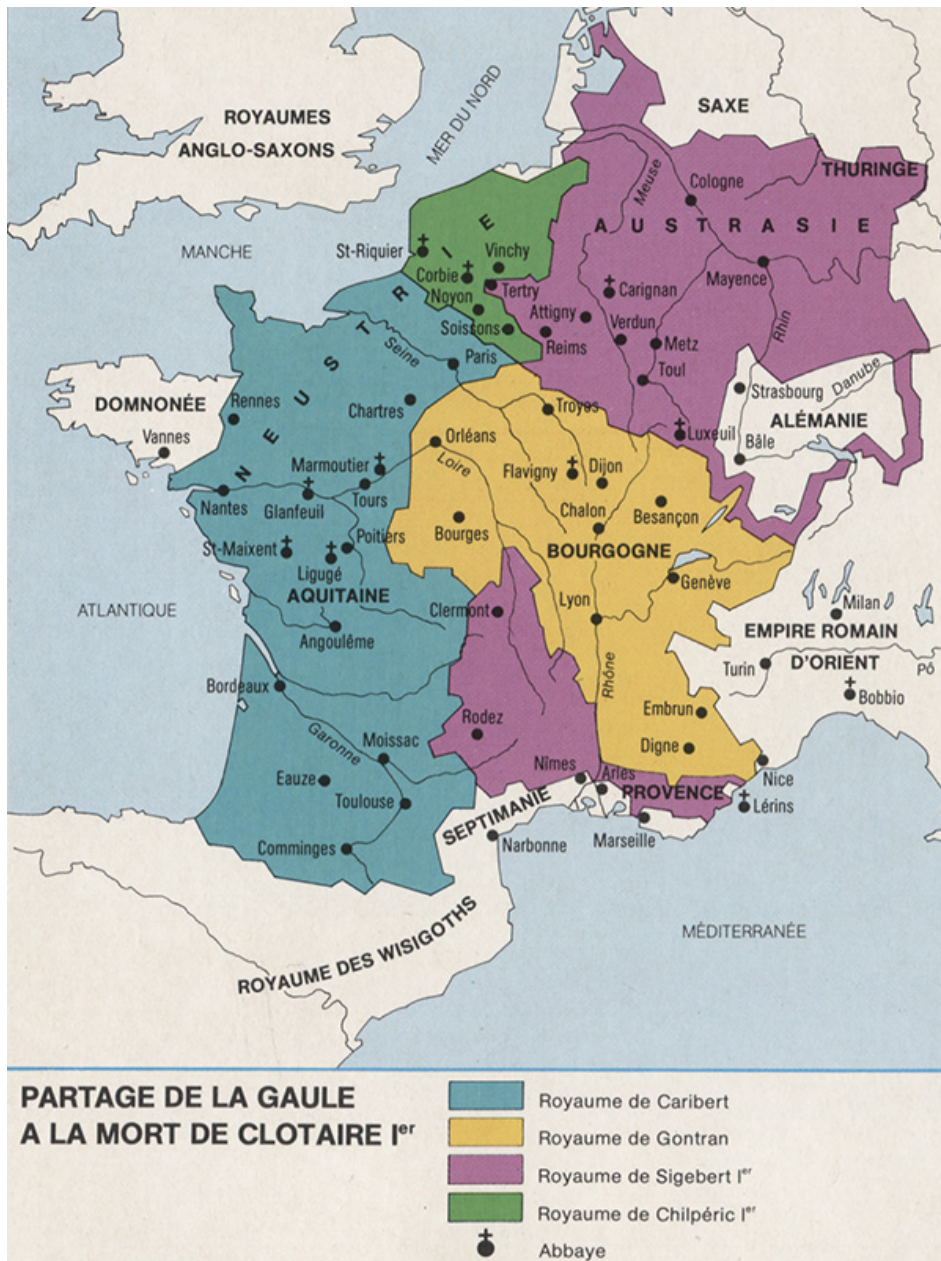 ROYAUMES
ANGLO-SAXONS
MER DU NORD
SAXE
THURINGE
MANCHE
Meuse
Cologne
AUSTRASIE
NEUSTRIE
St-Riquier
Vinchy
Corbie
Tertry
Noyon
Soissons
Carignan
Mayence
Attigny
Verdun
Reims
Metz
Rhin
Toul
Seine
Paris
Strasbourg
Danube
DOMNONÉE
Rennes
Vannes
Chartres
Troyes
ALÉMANIE
Luxeuil
Bâle
Orléans
Loire
Marmoutier
Flavigny
Dijon
Nantes
Glanfeuil
Tours
Chalon
Besançon
Bourges
Poitiers
St-Maixent
Ligugé
BOURGOGNE
Genève
AQUITAINE
ATLANTIQUE
Clermont
Lyon
Milan
Angoulême
EMPIRE ROMAIN
D'ORIENT
Turin
Pô
Bobbio
Bordeaux
Rhône
Garonne
Rodez
Embrun
Moissac
Digne
Eauze
Nîmes
Arles
Nice
Toulouse
SEPTIMANIE
PROVENCE
Lérins
Comminges
Narbonne
Marseille
ROYAUME DES WISIGOTHS
MÉDITERRANÉE
PARTAGE DE LA GAULE
A LA MORT DE CLOTAIRE Ier
Royaume de Caribert
Royaume de Gontran
Royaume de Sigebert Ier
Royaume de Chilpéric Ier
Abbaye